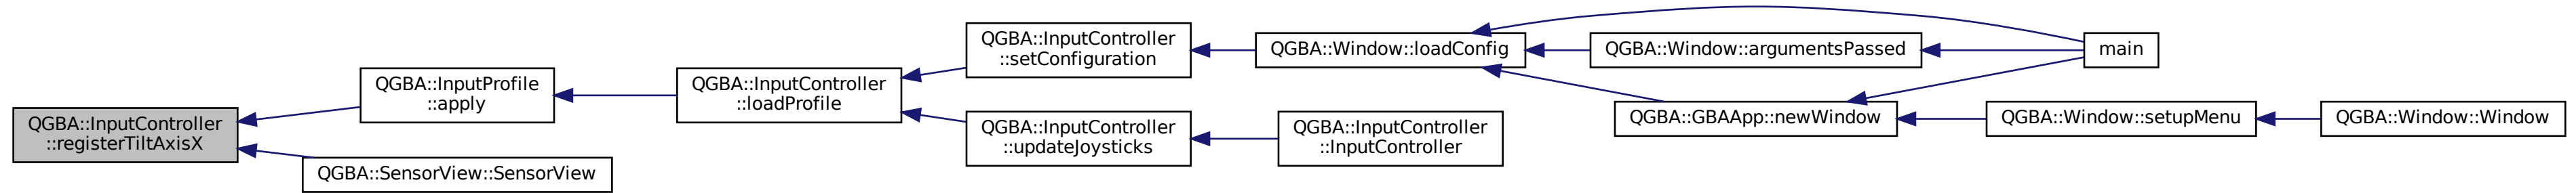 QGBA::InputController
::registerTiltAxisX
QGBA::InputProfile
::apply
QGBA::SensorView::SensorView
QGBA::InputController
::loadProfile
QGBA::InputController
::setConfiguration
QGBA::InputController
::updateJoysticks
QGBA::Window::loadConfig
QGBA::InputController
::InputController
QGBA::Window::argumentsPassed
QGBA::GBAApp::newWindow
main
QGBA::Window::setupMenu
QGBA::Window::Window